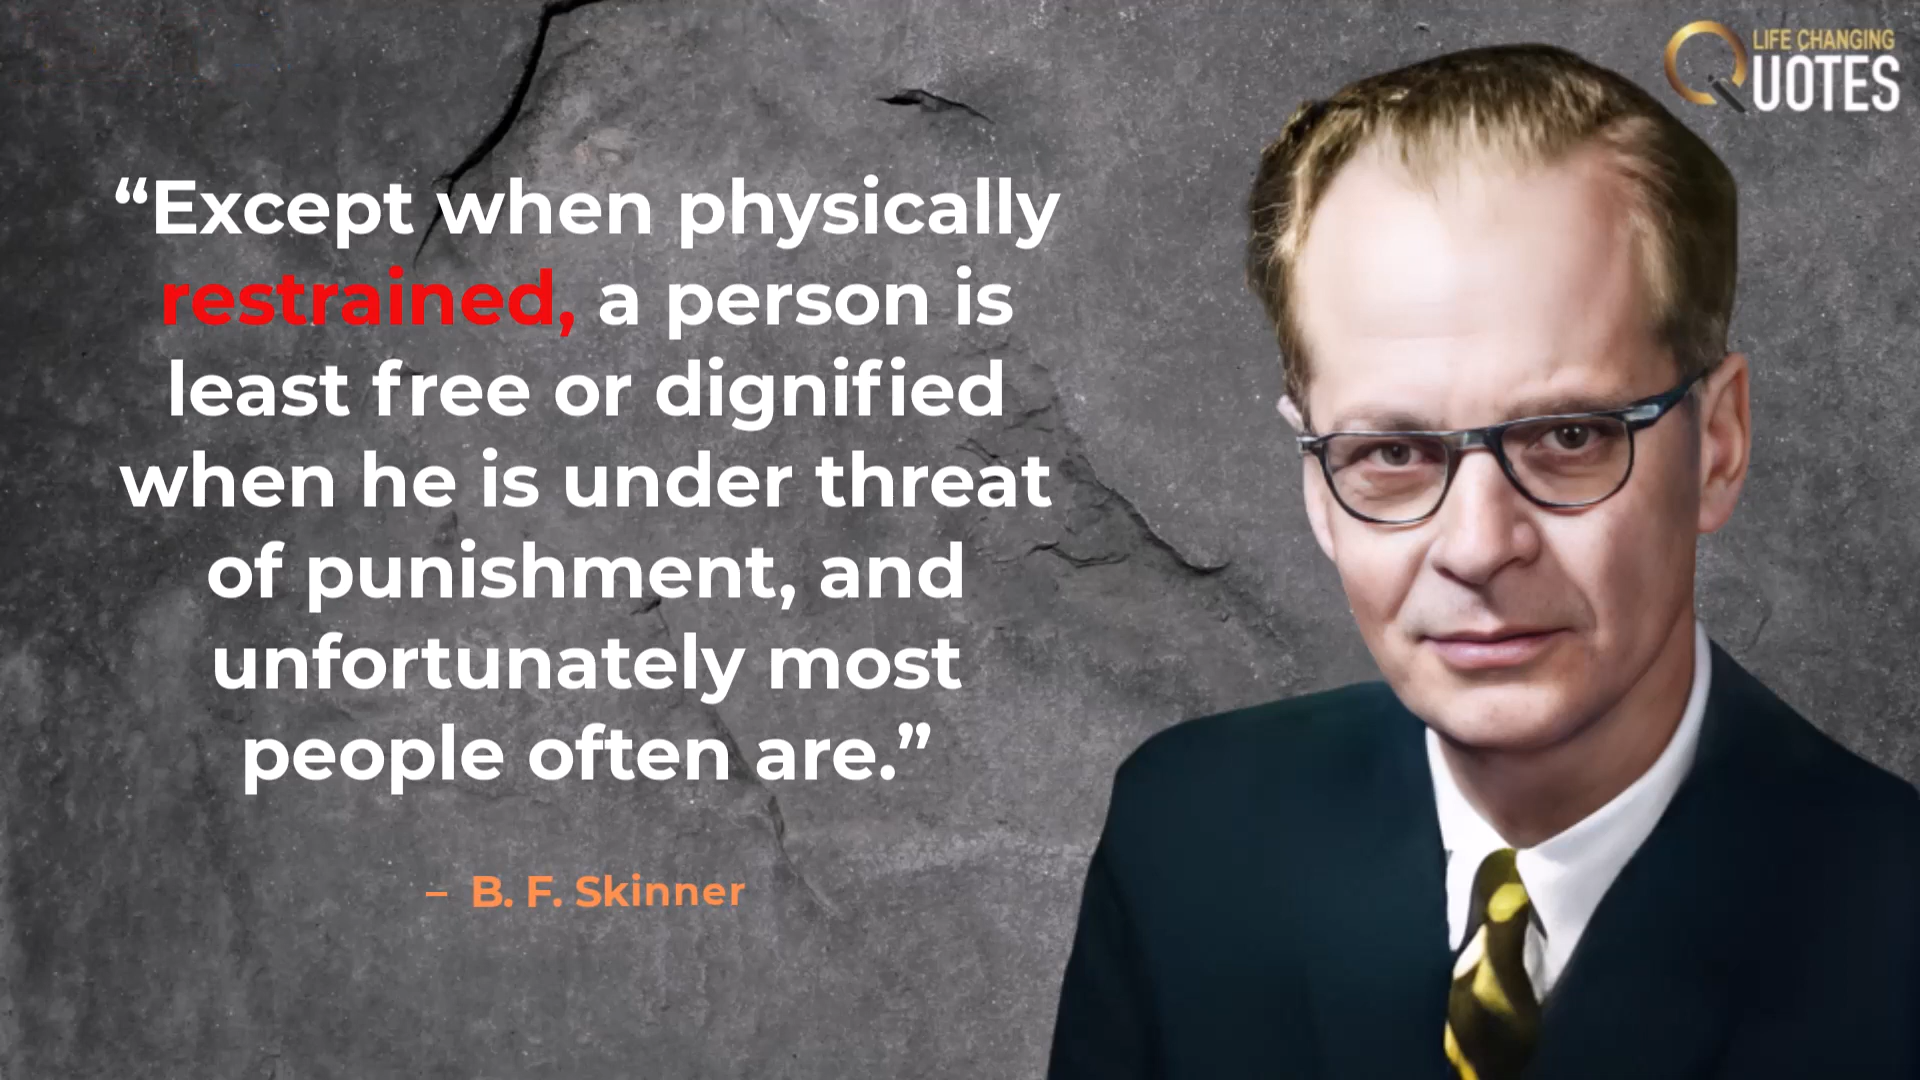 LIFE CHANGING
QUOTES
“Except when physically
restrained, a person is
least free or dignified
when he is under threat
of punishment, and
unfortunately most
people often are.”
– B. F. Skinner